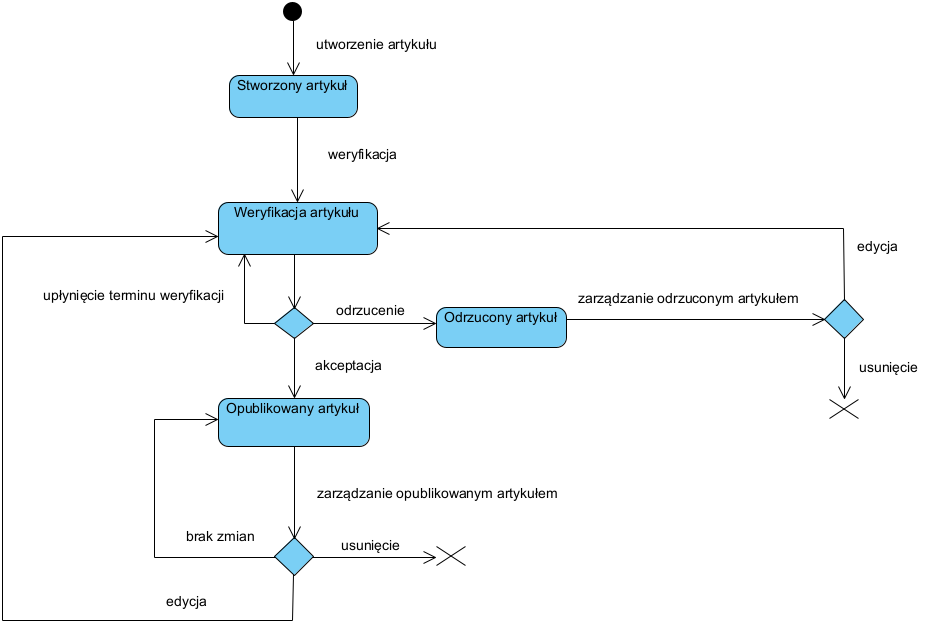 utworzenie artykułu
Stworzony artykuł
weryfikacja
Weryfikacja artykułu
edycja
upłynięcie terminu weryfikacji
odrzucenie
zarządzanie odrzuconym artykułem
Odrzucony artykuł
akceptacja
usunięcie
Opublikowany artykuł
zarządzanie opublikowanym artykułem
brak zmian
usunięcie
edycja